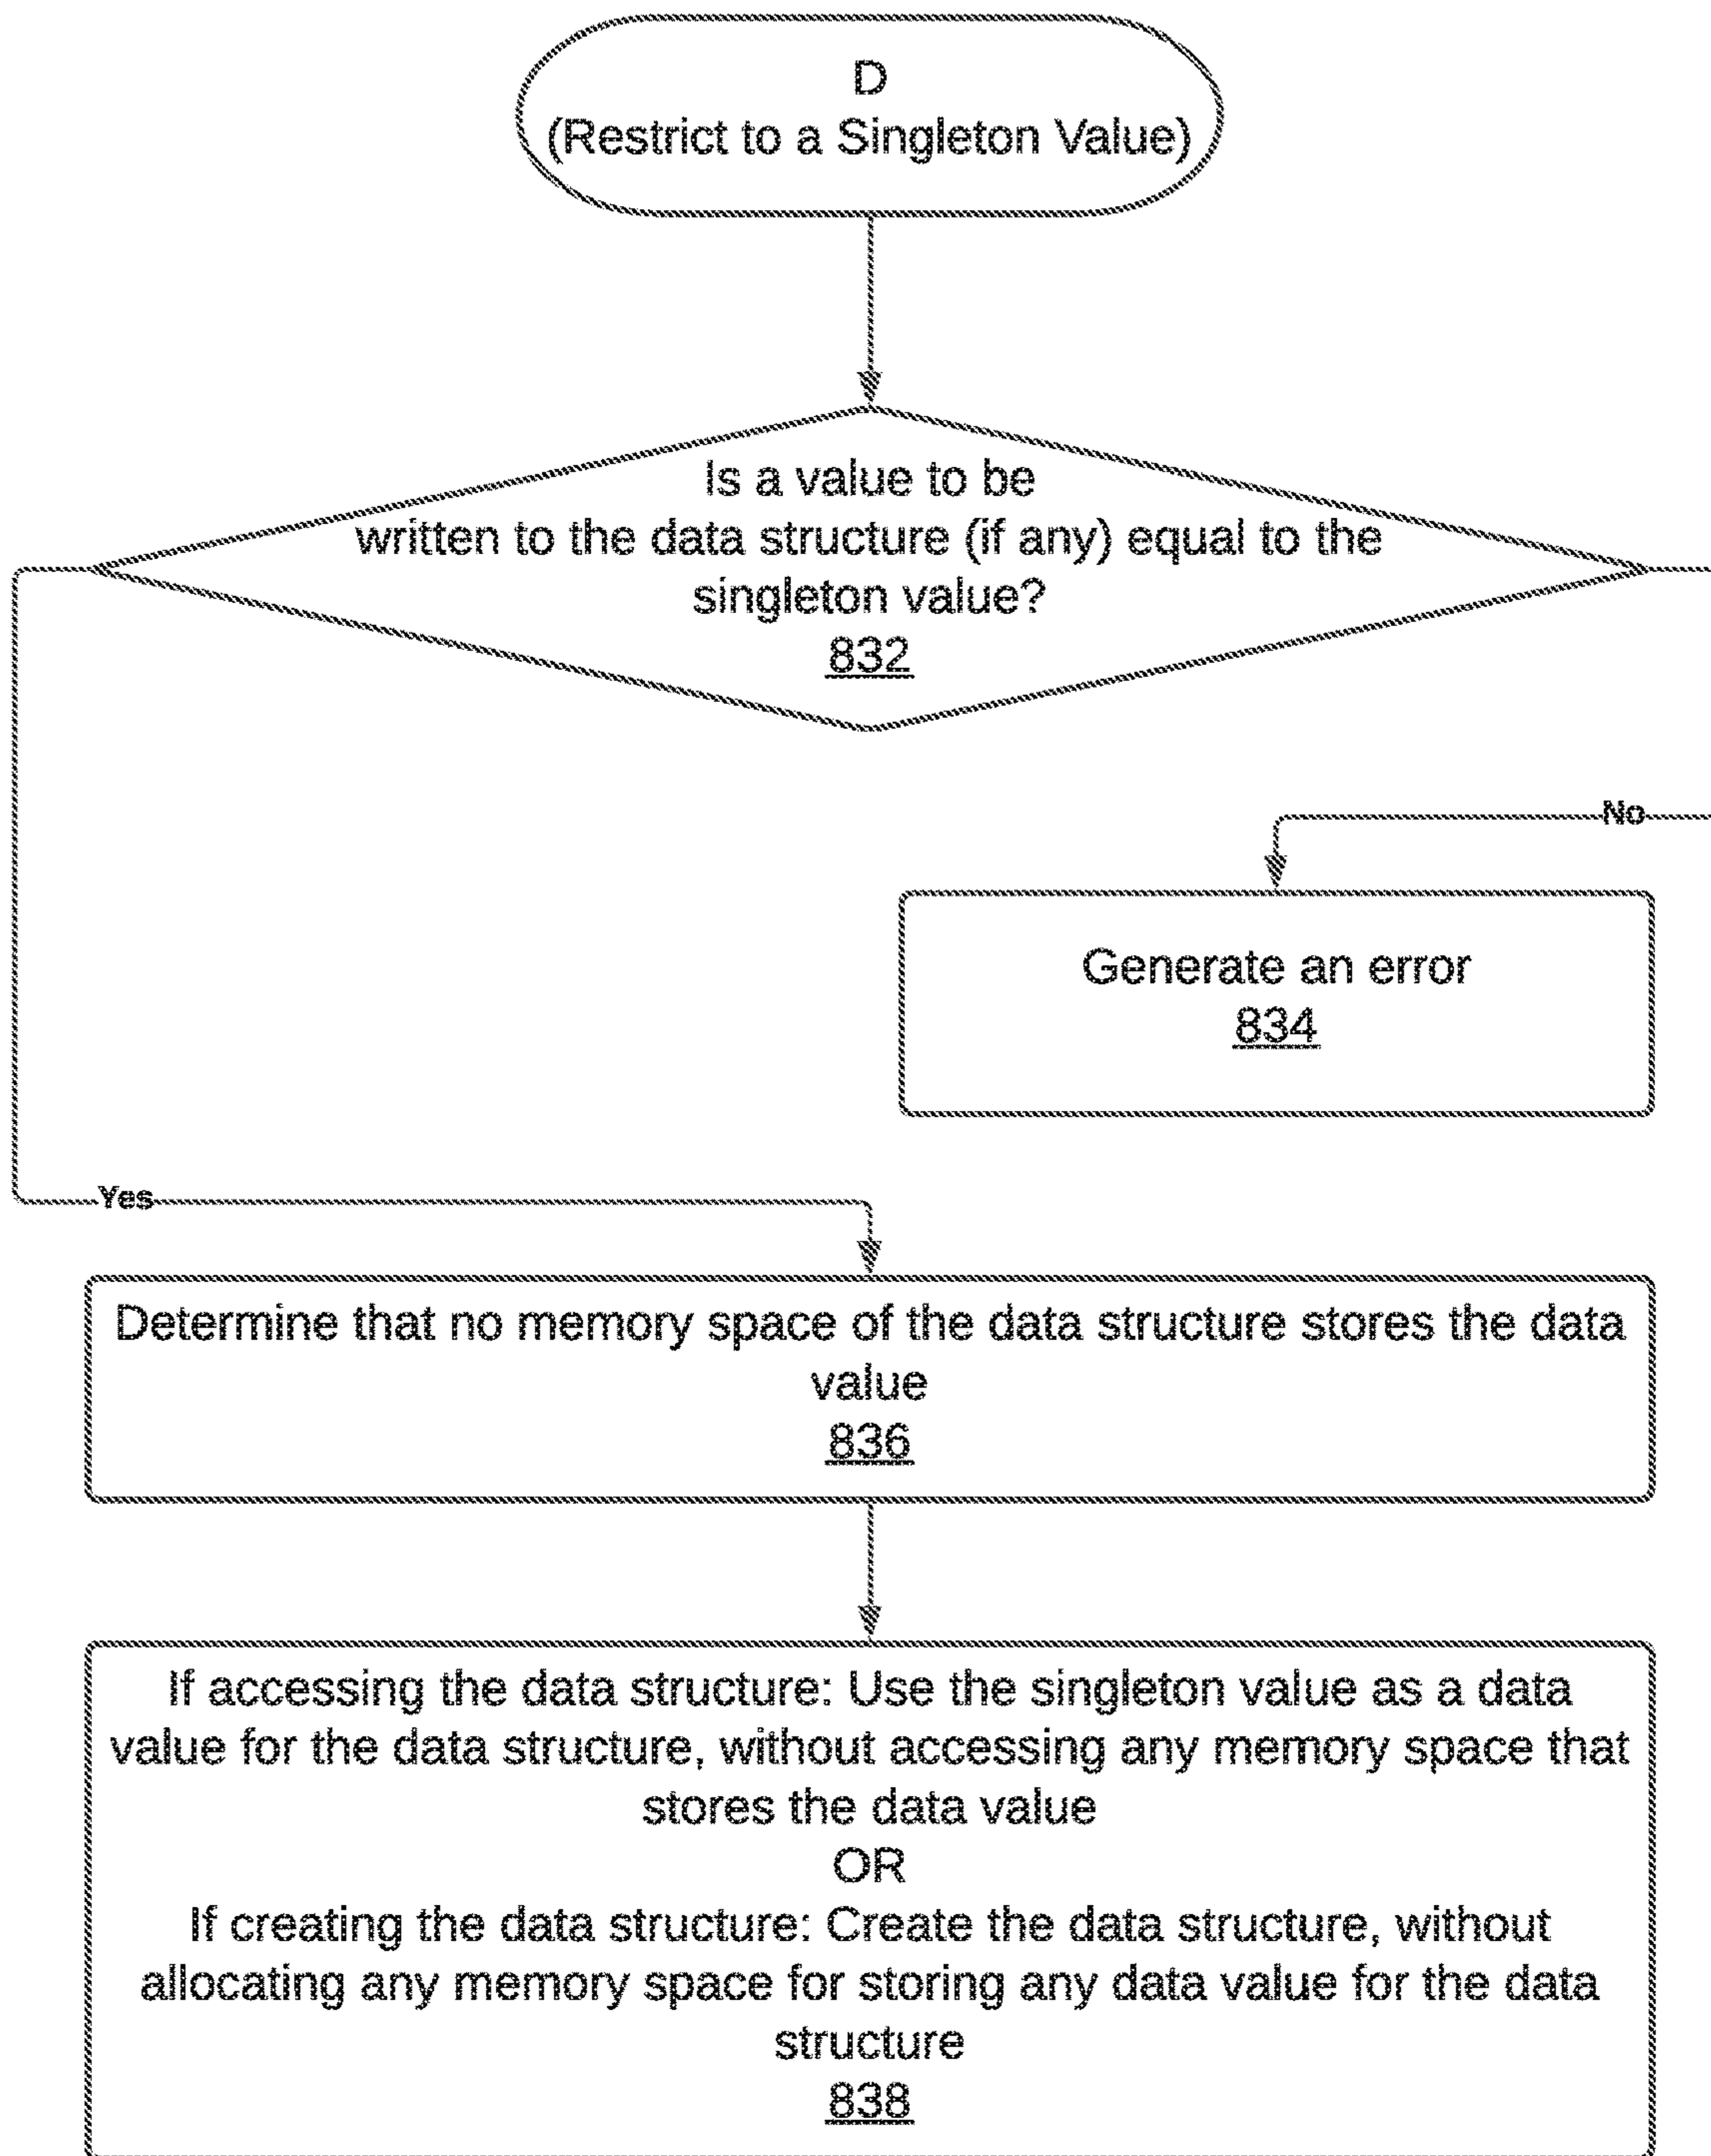 D
(Restrict to a Singleton Value)
Is a value to be
written to the data structure (if any) equal to the
singleton value?
832
No
Generate an error
834
Yes
Determine that no memory space of the data structure stores the data
value
836
If accessing the data structure: Use the singleton value as a data
value for the data structure, without accessing any memory space that
stores the data value
OR
If creating the data structure: Create the data structure, without
allocating any memory space for storing any data value for the data
structure
838